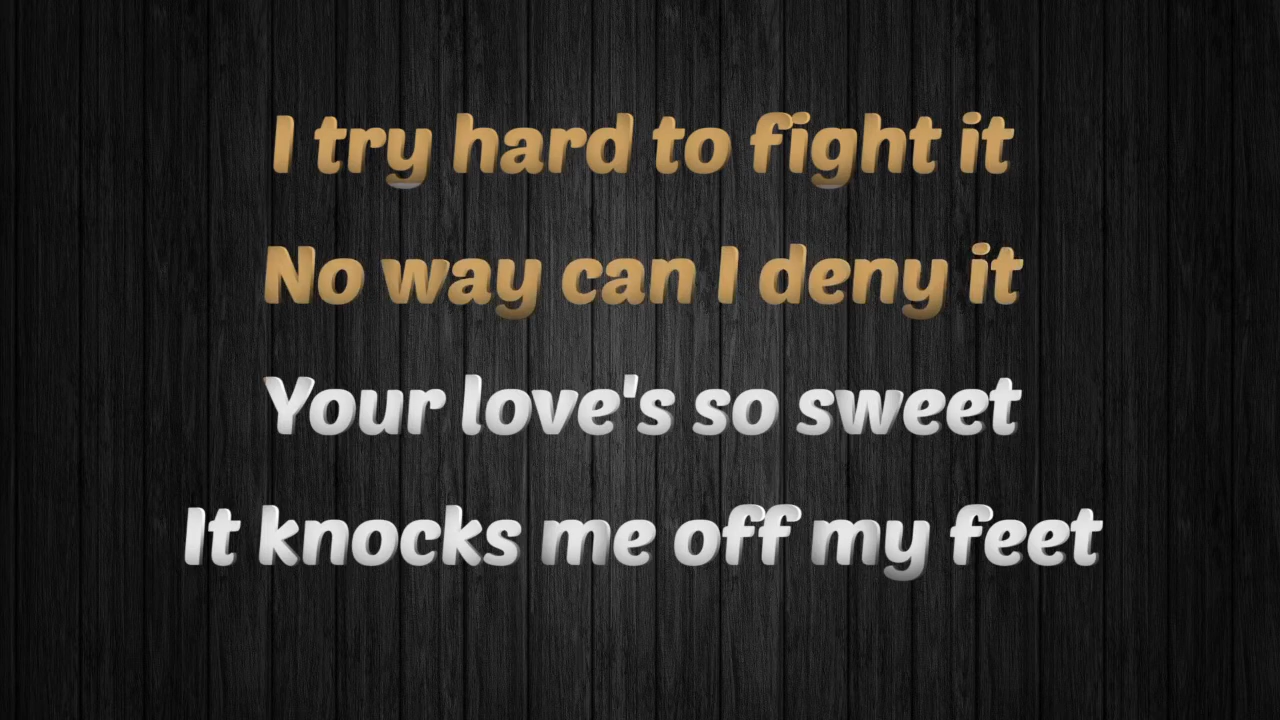 I try hard to fight it
No way can I deny it
Your love's so sweet
It knocks me off my feet